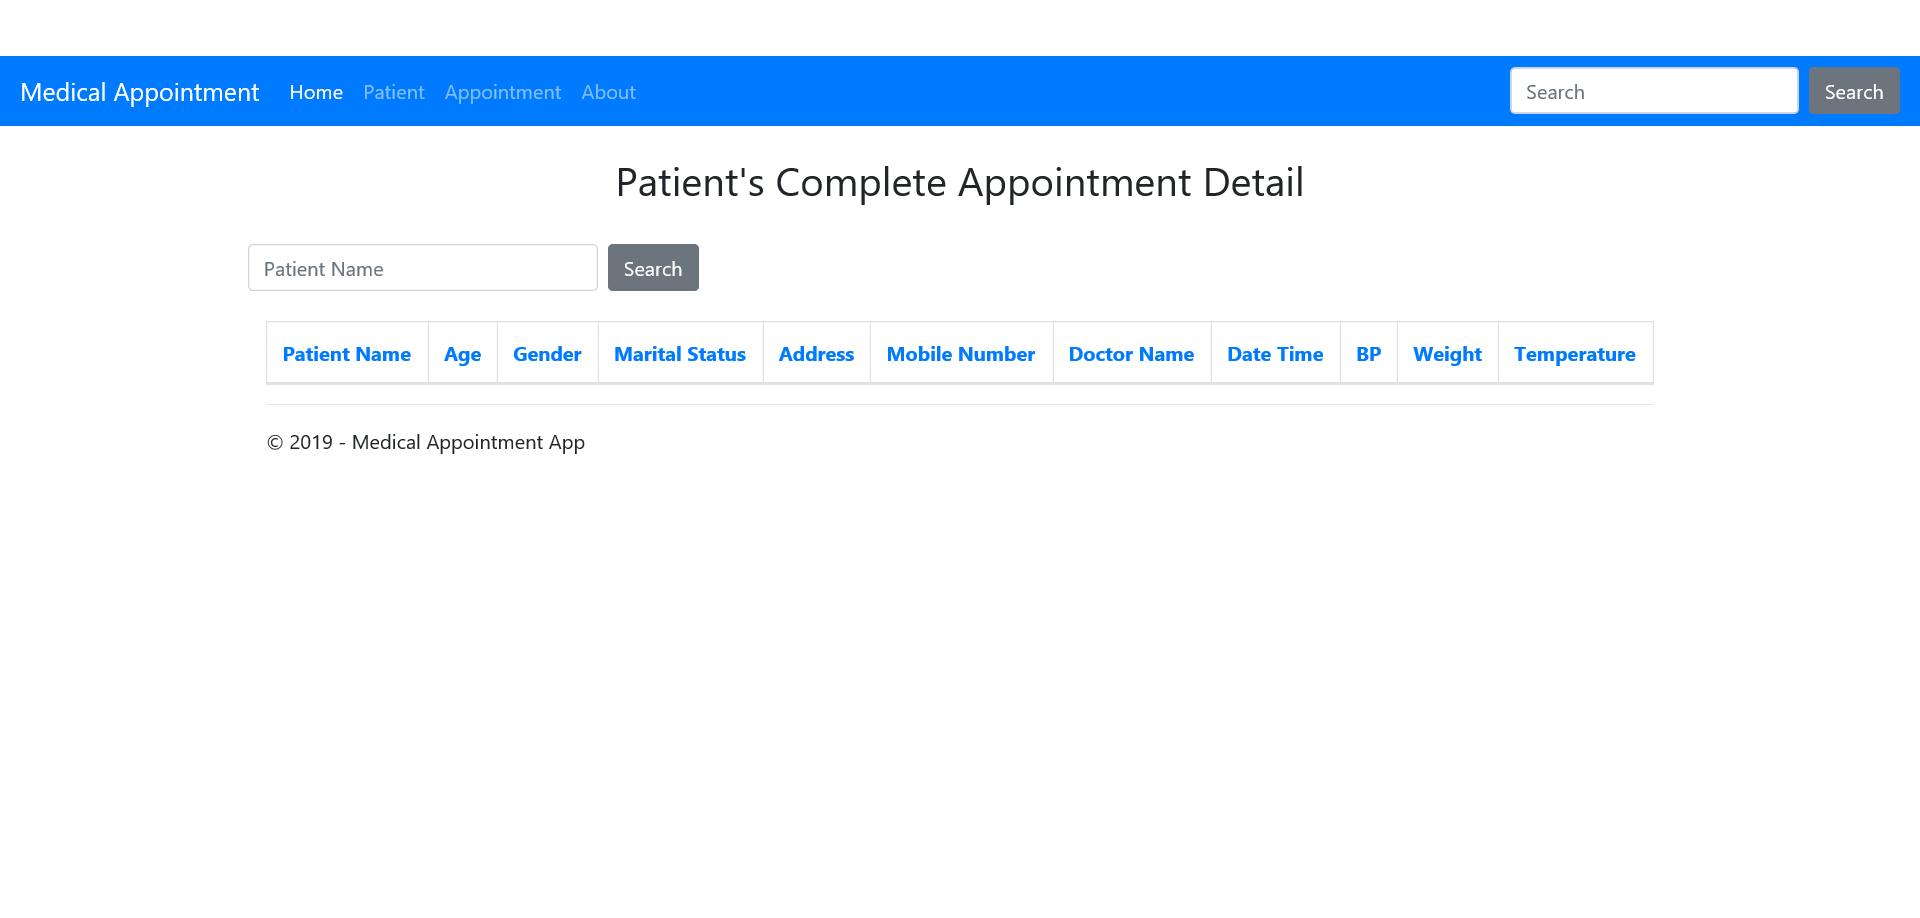 Medical Appointment Home Patient Appointment About Search Search
Patient's Complete Appointment Detail
Patient Name Search
Patient Name Age Gender Marital Status Address Mobile Number Doctor Name Date Time BP Weight Temperature
© 2019 - Medical Appointment App